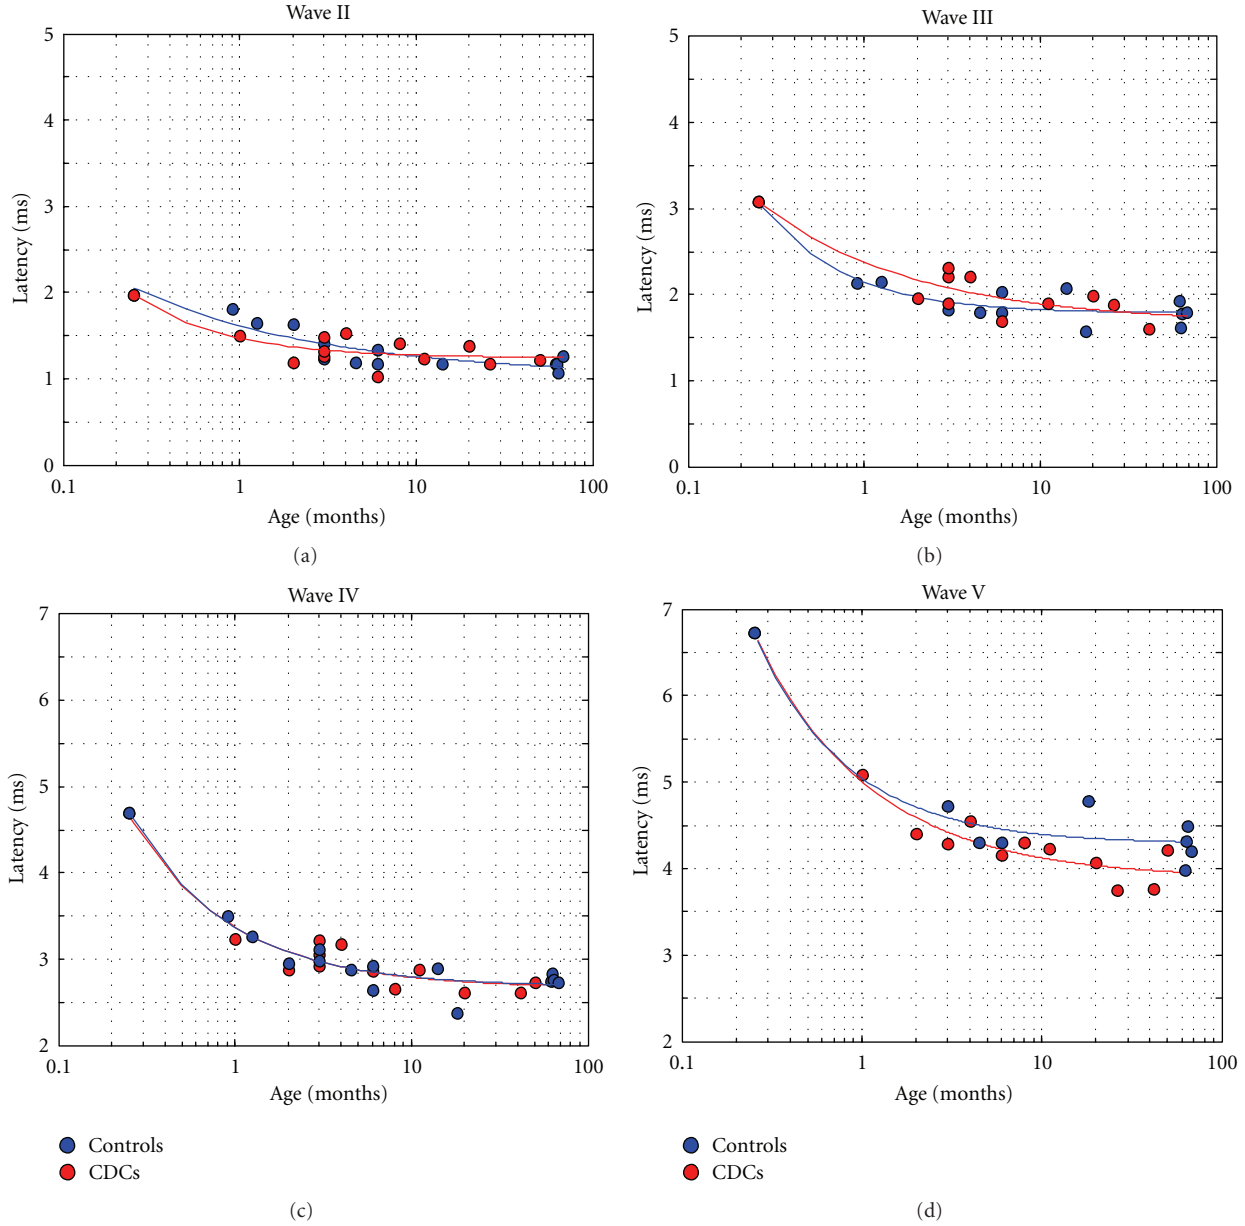 Wave II
5
4
3
2
1
0
Latency (ms)
0.1 1 10 100
Age (months)
(a)
Wave III
5
4
3
2
1
0
Latency (ms)
0.1 1 10 100
Age (months)
(b)
Wave IV
7
6
5
4
3
2
Latency (ms)
0.1 1 10 100
Age (months)
Controls
CDCs
(c)
Wave V
7
6
5
4
3
2
Latency (ms)
0.1 1 10 100
Age (months)
Controls
CDCs
(d)